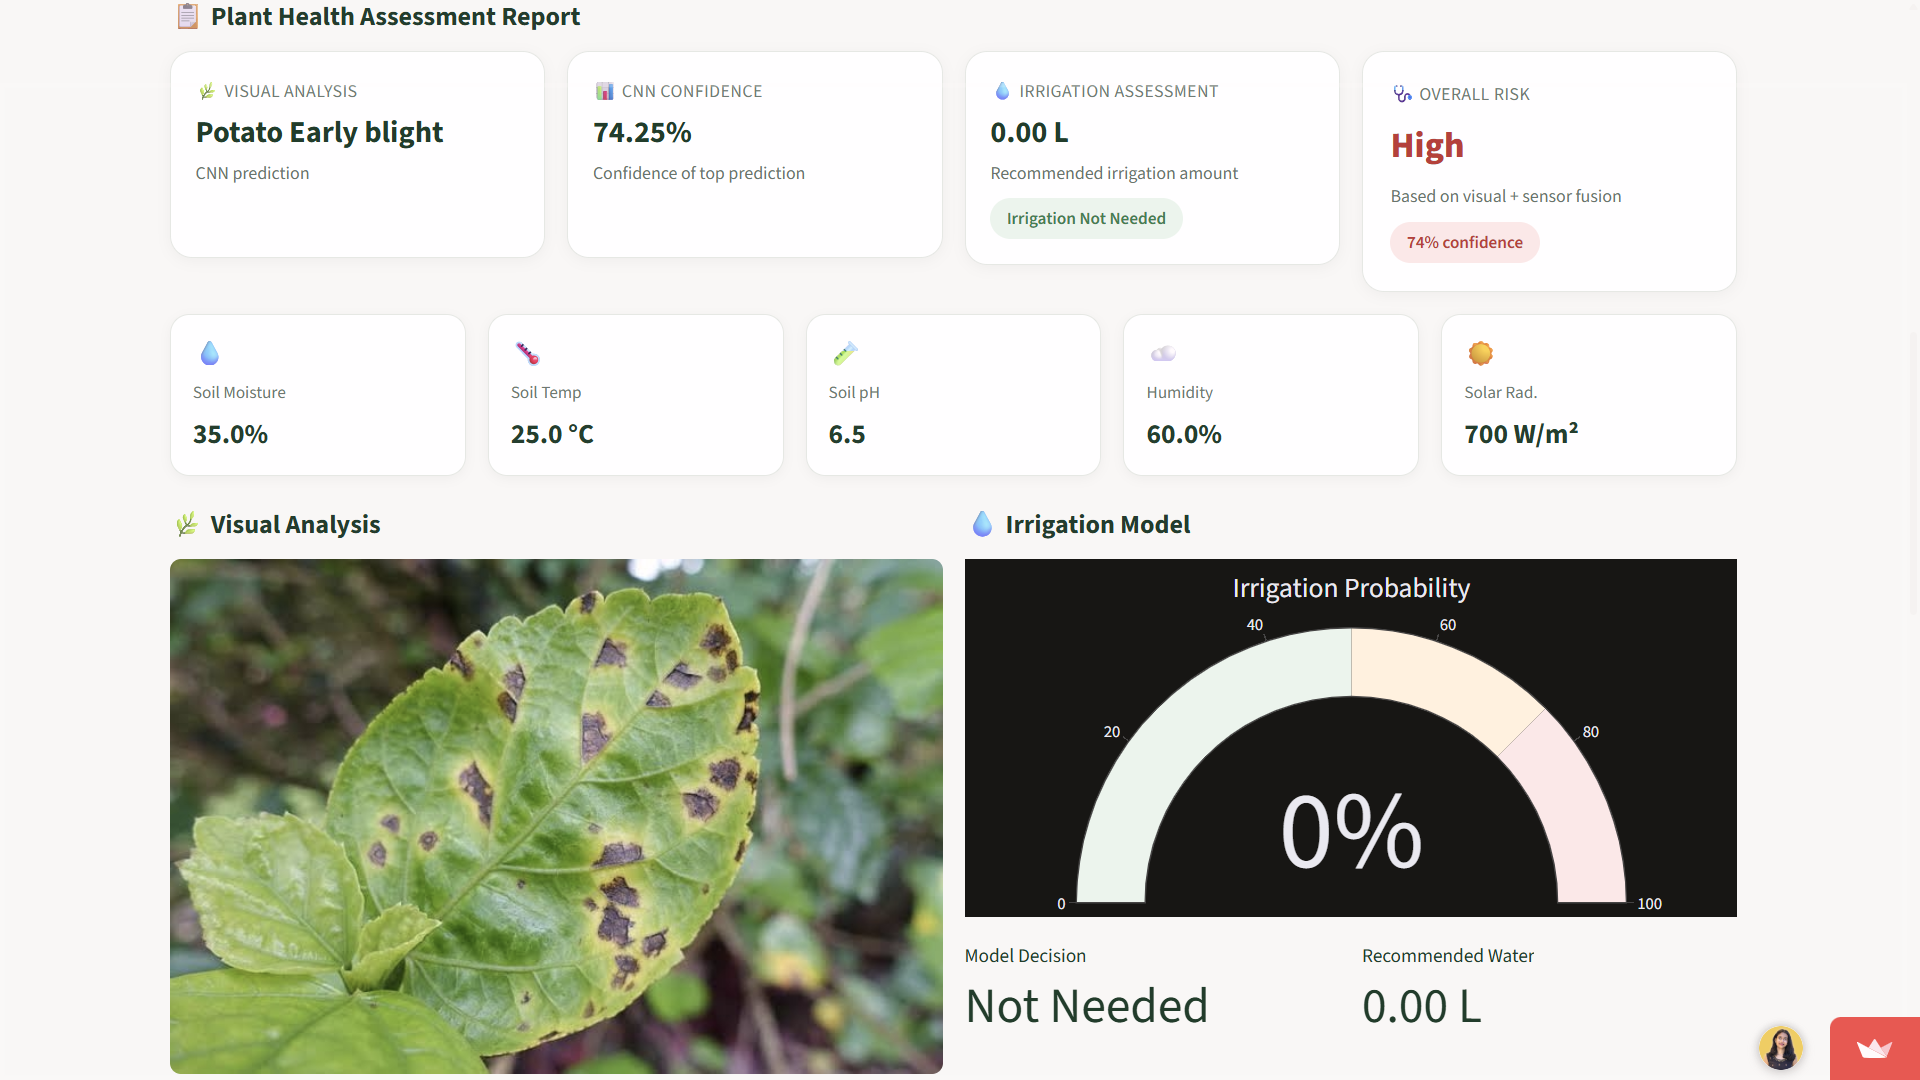 Plant Health Assessment Report
VISUAL ANALYSIS
Potato Early blight
CNN prediction
CNN CONFIDENCE
74.25%
Confidence of top prediction
IRRIGATION ASSESSMENT
0.00 L
Recommended irrigation amount
Irrigation Not Needed
OVERALL RISK
High
Based on visual + sensor fusion
74% confidence
Soil Moisture
35.0%
Soil Temp
25.0 °C
Soil pH
6.5
Humidity
60.0%
Solar Rad.
700 W/m²
Visual Analysis
Irrigation Model
Irrigation Probability
0
20
40
60
80
100
0%
Model Decision
Not Needed
Recommended Water
0.00 L